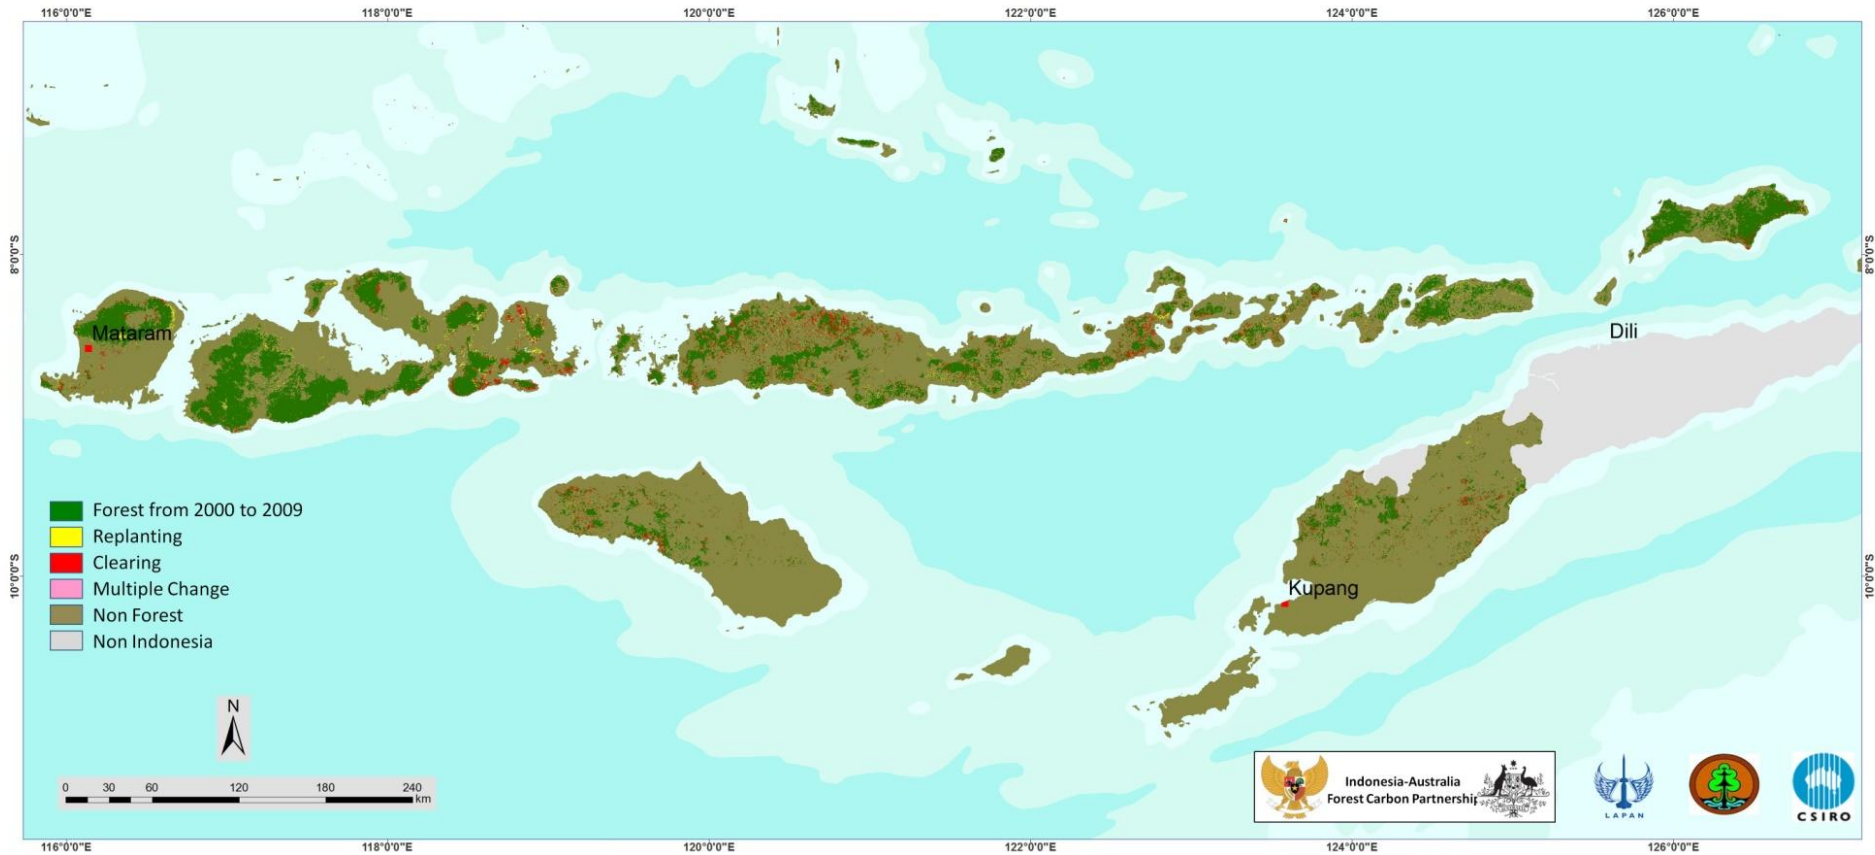 116°0'0"E 118°0'0"E 120°0'0"E 122°0'0"E 124°0'0"E 126°0'0"E
8°0'0"S
8°0'0"S
Mataram
Dili
Forest from 2000 to 2009
Replanting
Clearing
Multiple Change
Non Forest
Non Indonesia
10°0'0"S
10°0'0"S
Kupang
N
0 30 60 120 180 240
km
Indonesia-Australia
Forest Carbon Partnership
LAPAN
CSIRO
116°0'0"E 118°0'0"E 120°0'0"E 122°0'0"E 124°0'0"E 126°0'0"E